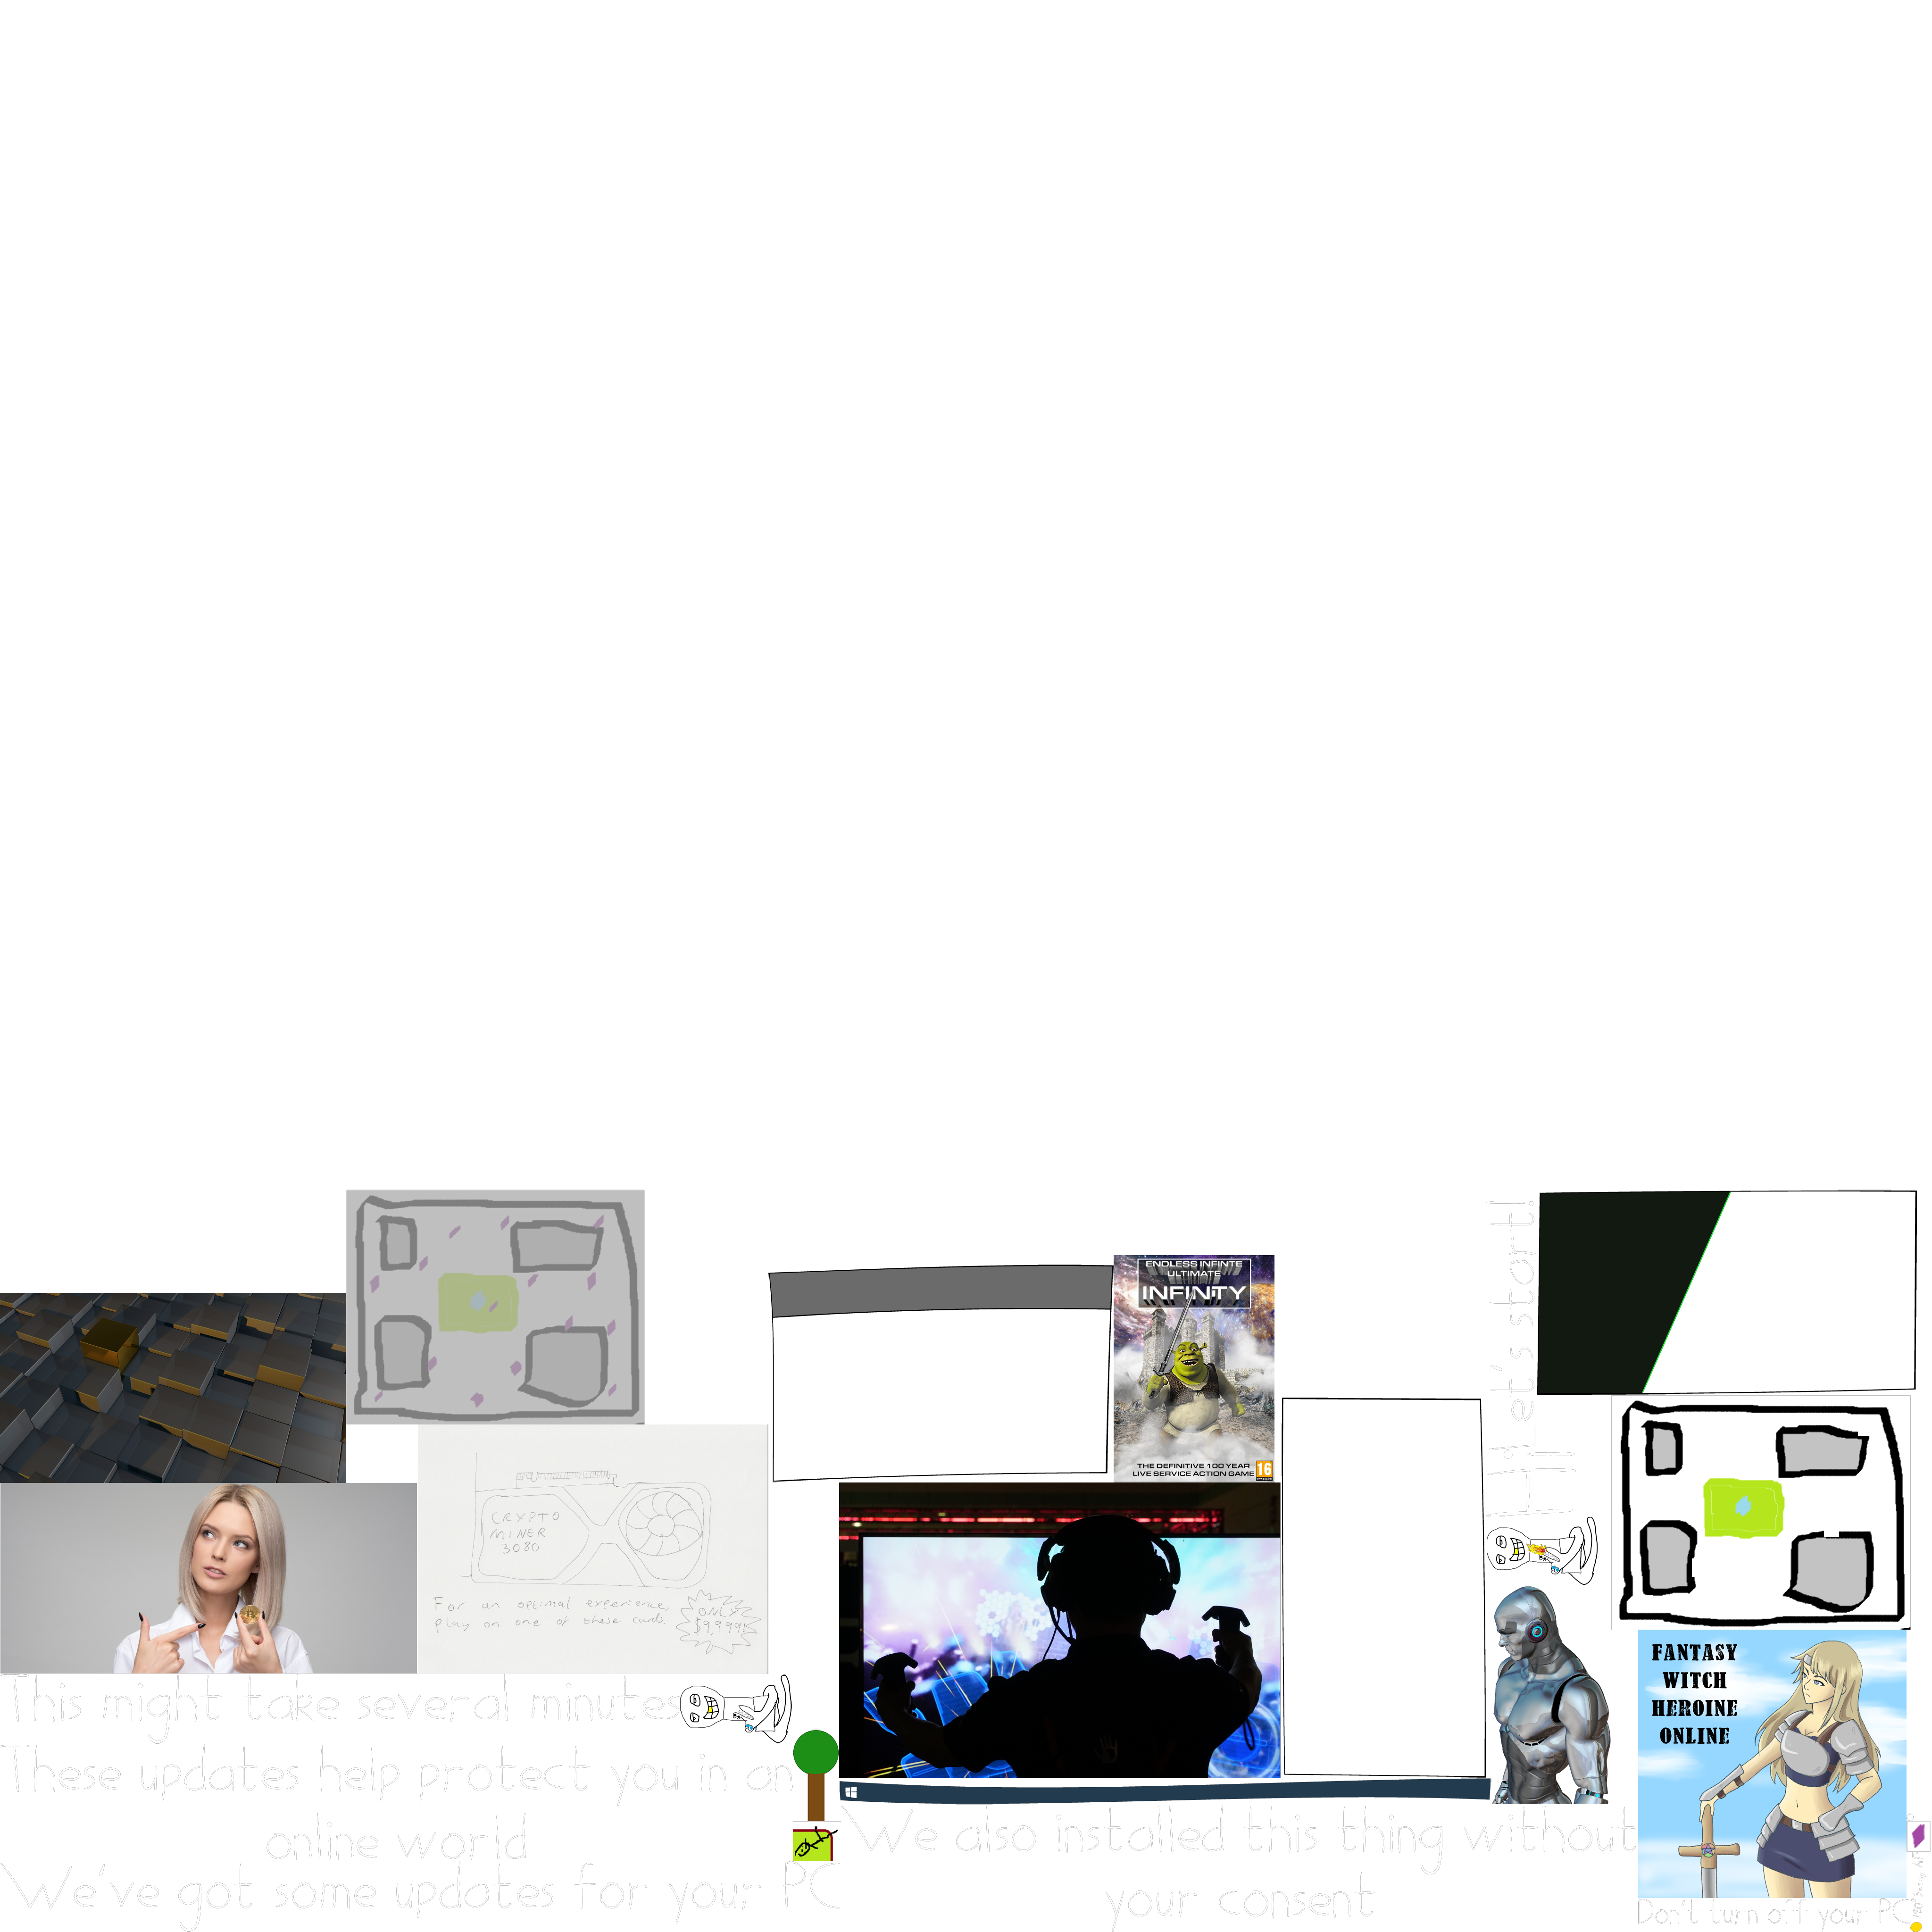 Hi!
Let's start!
ENDLESS INFINTE
ULTIMATE
INFINITY
THE DEFINITIVE 100 YEAR
LIVE SERVICE ACTION GAME
16
CRYPTO
MINER
3080
For an optimal experience,
play on one of these cards.
ONLY
$9,999!
FANTASY
WITCH
HEROINE
ONLINE
This might take several minutes
These updates help protect you in an
online world
We've got some updates for your PC
We also installed this thing without
your consent
Don't turn off your PC